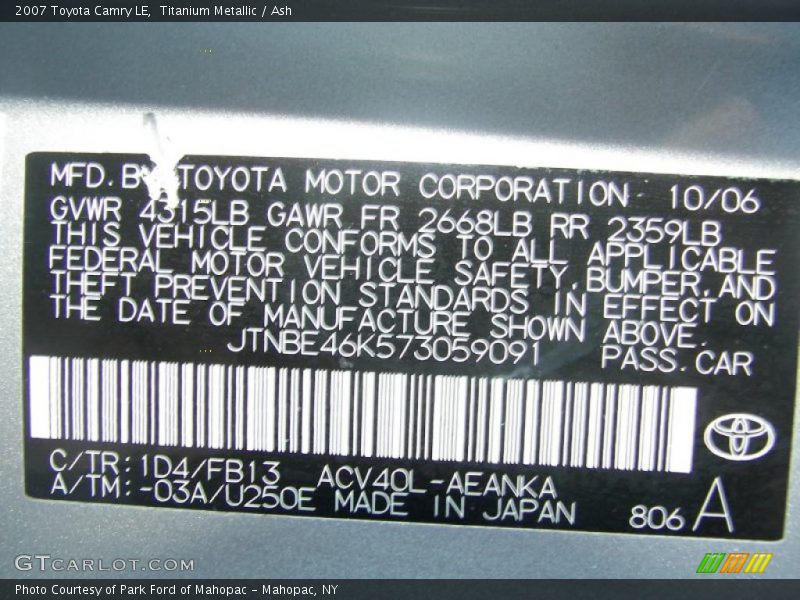 2007 Toyota Camry LE,  Titanium Metallic / Ash
MFD. BY TOYOTA MOTOR CORPORATION 10/06
GVWR 4315LB GAWR FR 2668LB RR 2359LB
THIS VEHICLE CONFORMS TO ALL APPLICABLE
FEDERAL MOTOR VEHICLE SAFETY, BUMPER, AND
THEFT PREVENTION STANDARDS IN EFFECT ON
THE DATE OF MANUFACTURE SHOWN ABOVE.
JTNBE46K573059091 PASS. CAR
C/TR: 1D4/FB13 ACV40L-AEANKA
A/TM: -03A/U250E MADE IN JAPAN 806 A
GTCARLOT.COM
Photo Courtesy of Park Ford of Mahopac - Mahopac, NY